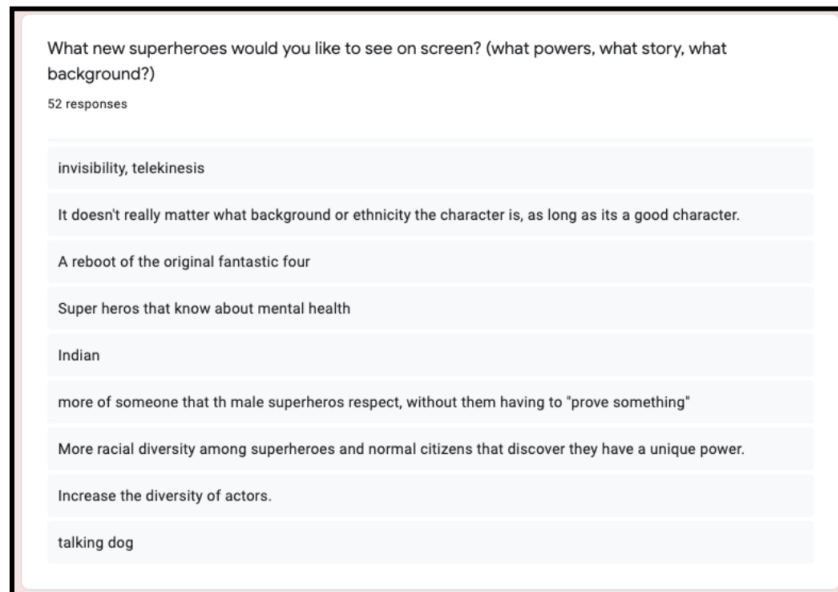 What new superheroes would you like to see on screen? (what powers, what story, what
background?)
52 responses
invisibility, telekinesis
It doesn't really matter what background or ethnicity the character is, as long as its a good character.
A reboot of the original fantastic four
Super heros that know about mental health
Indian
more of someone that th male superheros respect, without them having to "prove something"
More racial diversity among superheroes and normal citizens that discover they have a unique power.
Increase the diversity of actors.
talking dog